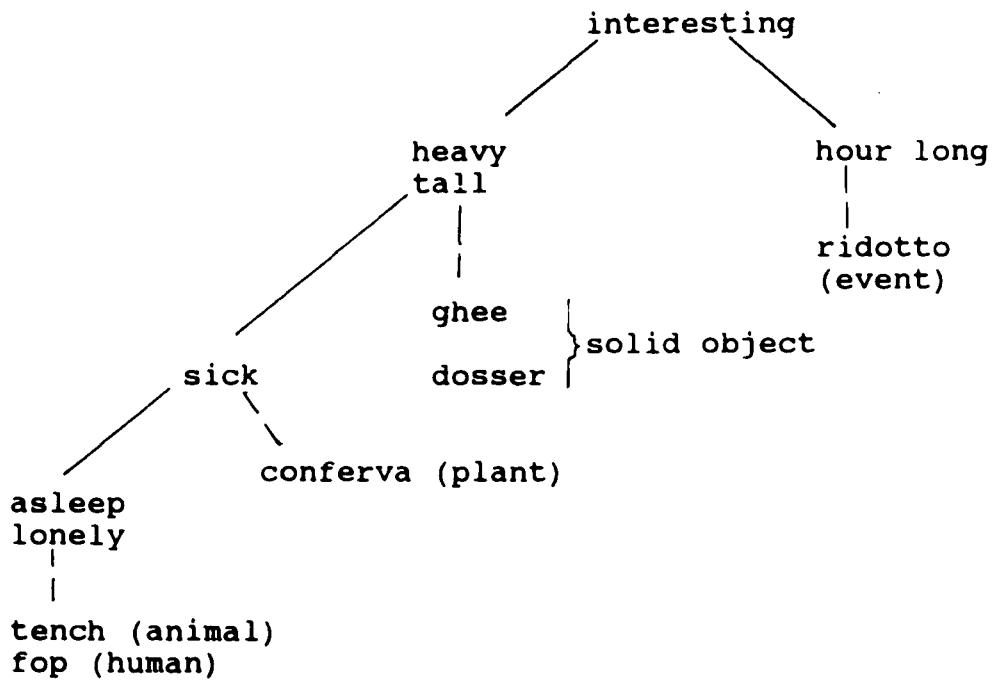 interesting
heavy
tall
hour long
ridotto
(event)
ghee
solid object
dosser
sick
conferva (plant)
asleep
lonely
tench (animal)
fop (human)